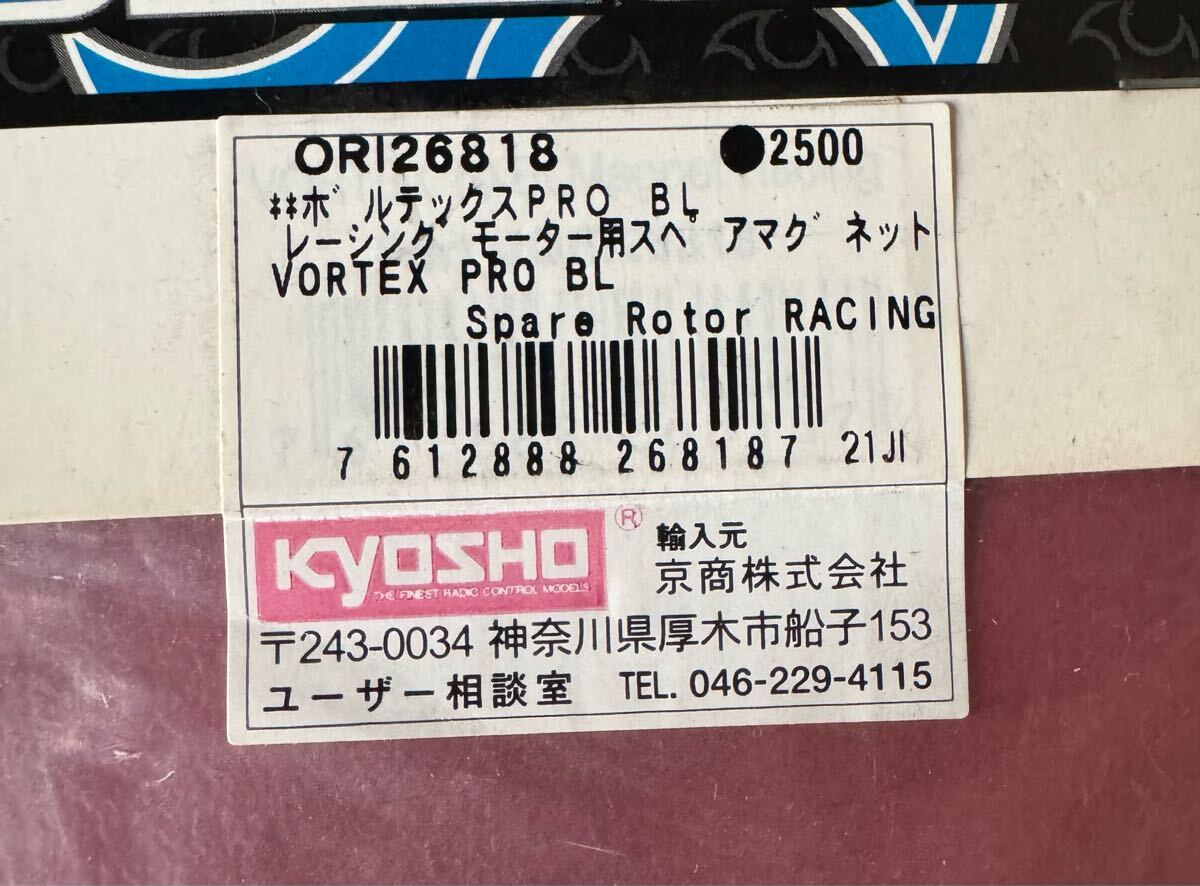 ORI26818 ●2500
**ボルテックスPRO BL
レーシング モーター用スペアマグネット
VORTEX PRO BL
Spare Rotor RACING
7 612888 268187 21JI
KYOSHO ®
THE FINEST RADIO CONTROL MODELS
輸入元
京商株式会社
〒243-0034 神奈川県厚木市船子153
ユーザー相談室 TEL. 046-229-4115